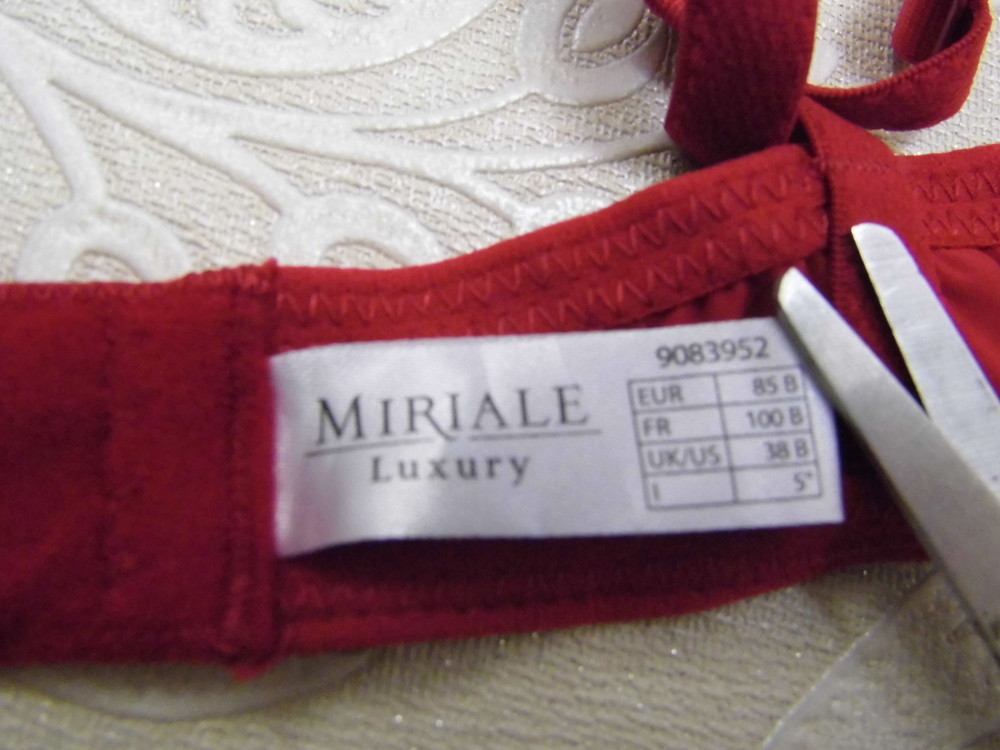 MIRIALE
Luxury
9083952
EUR 85 B
FR 100 B
UK/US 38 B
I 5"